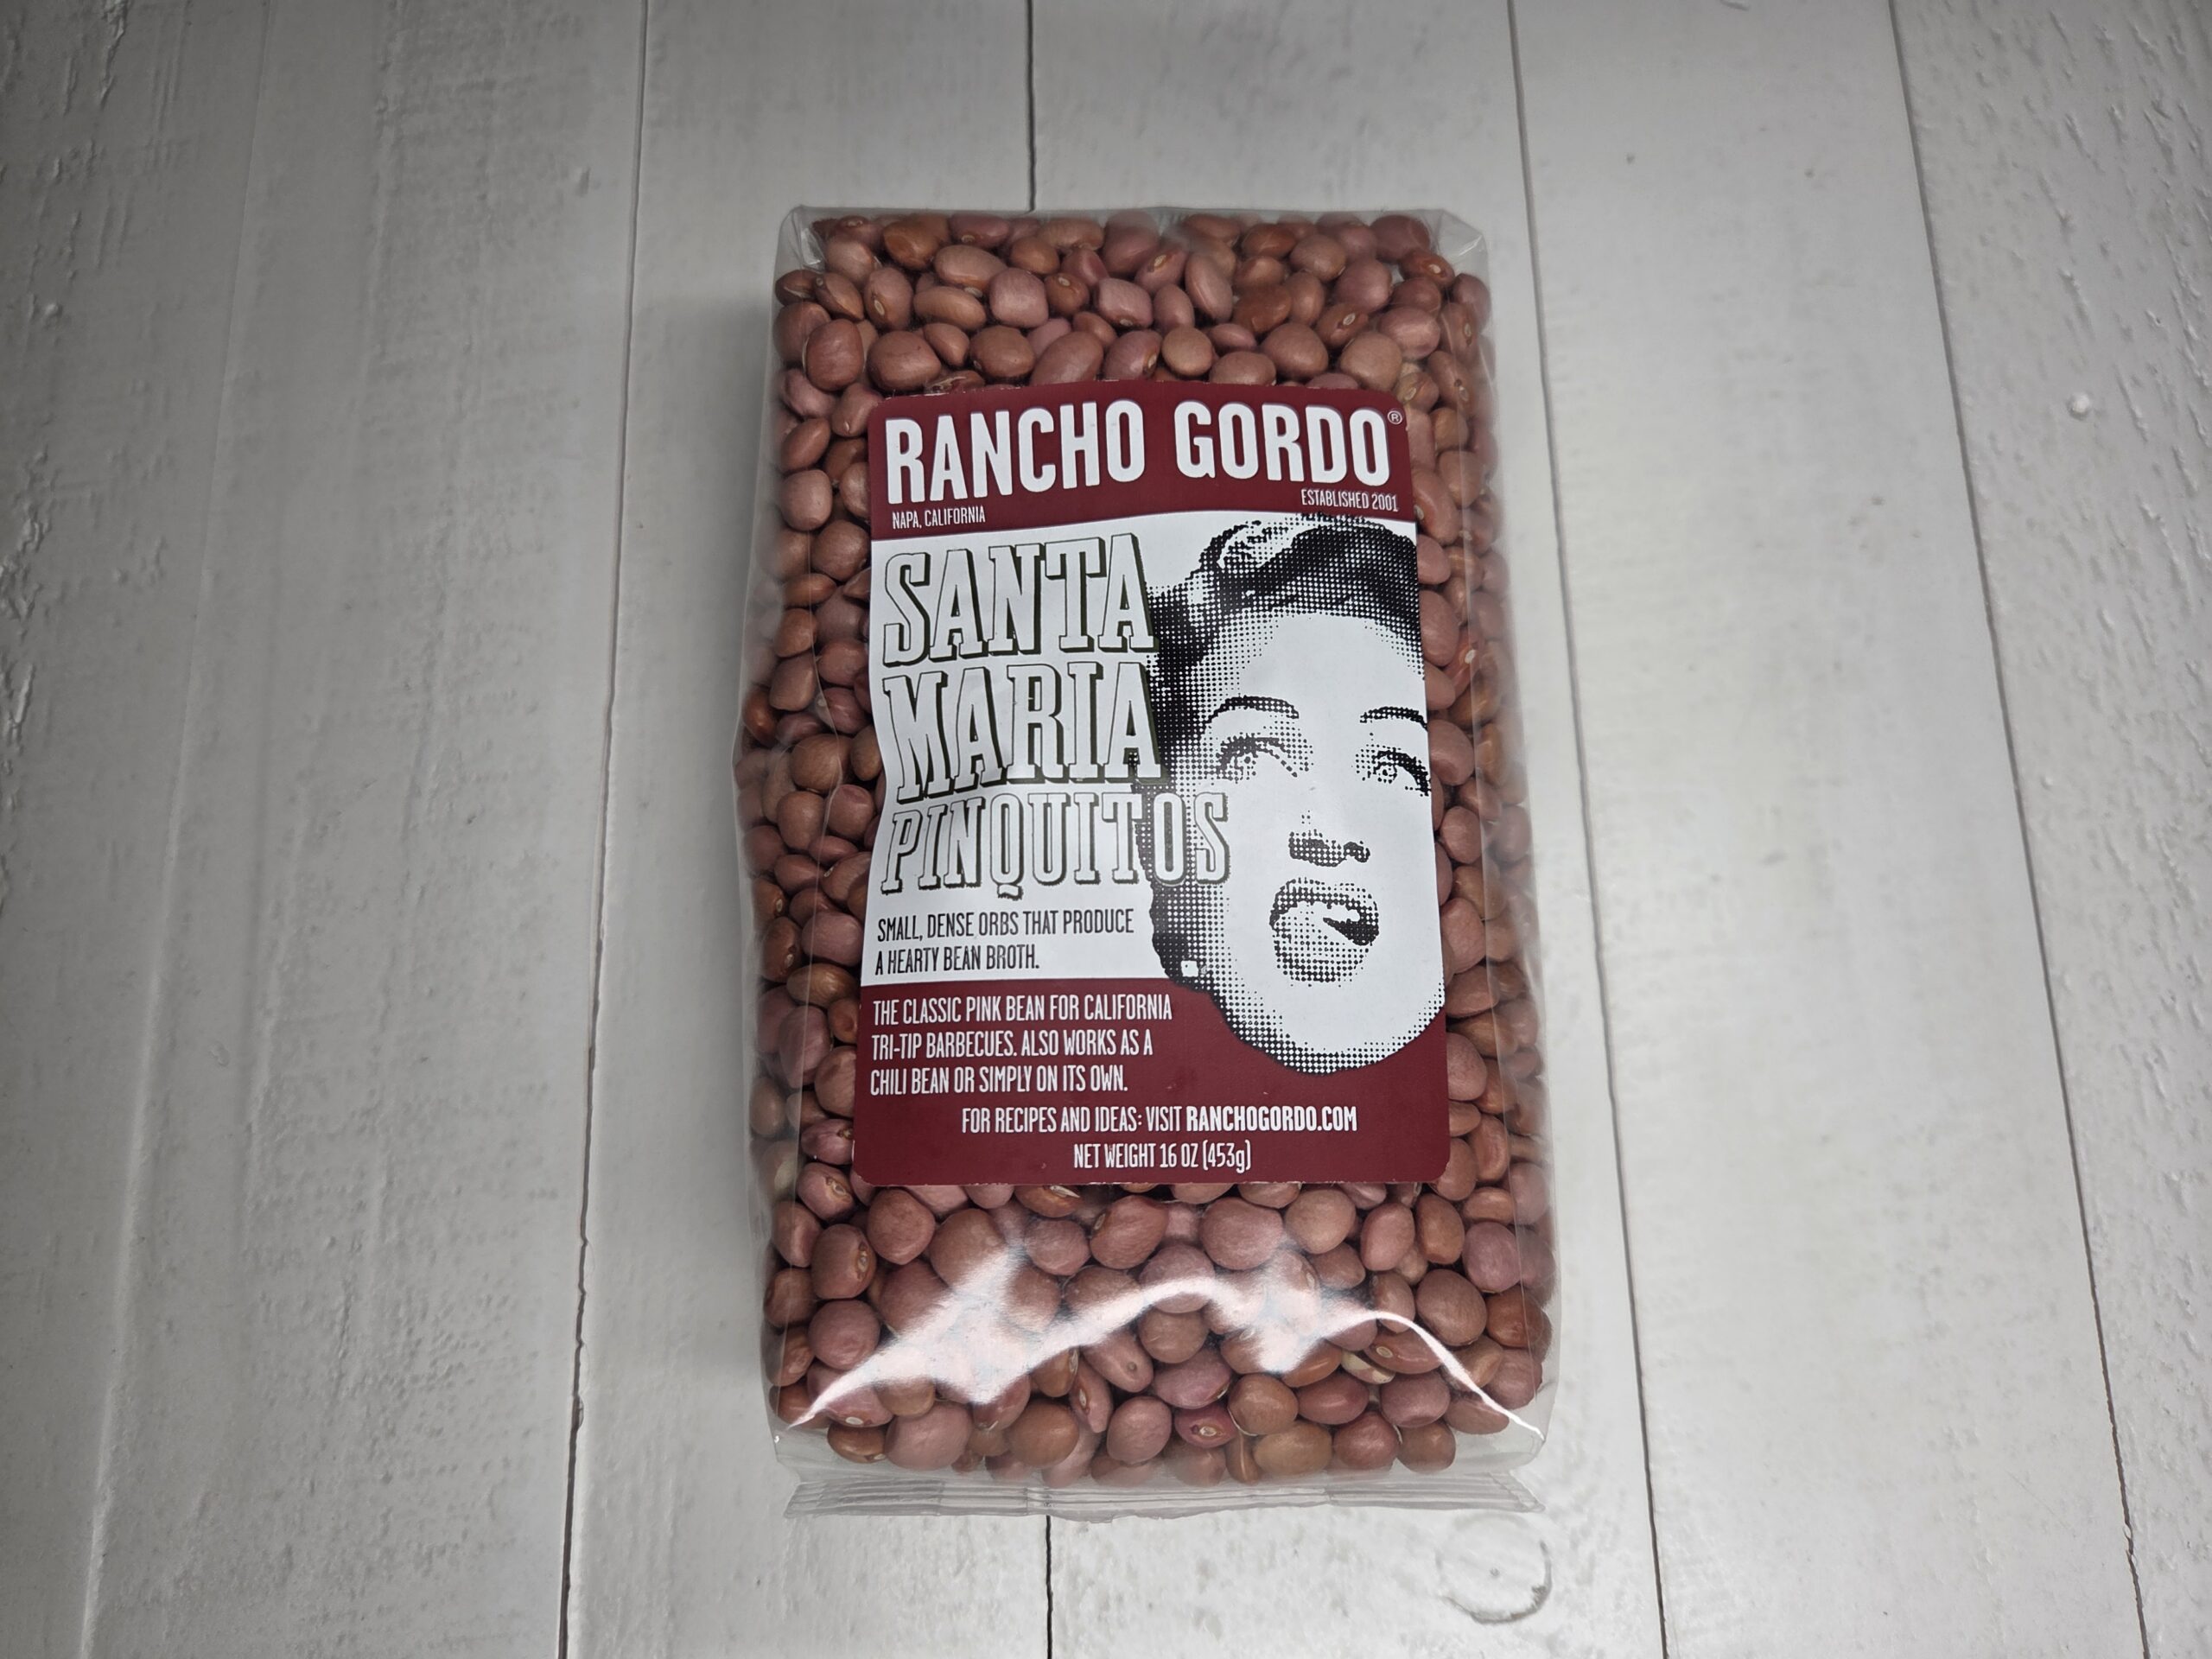 RANCHO GORDO®
NAPA, CALIFORNIA
ESTABLISHED 2001
SANTA
MARIA
PINQUITOS
SMALL, DENSE ORBS THAT PRODUCE
A HEARTY BEAN BROTH.
THE CLASSIC PINK BEAN FOR CALIFORNIA
TRI-TIP BARBECUES. ALSO WORKS AS A
CHILI BEAN OR SIMPLY ON ITS OWN.
FOR RECIPES AND IDEAS: VISIT RANCHOGORDO.COM
NET WEIGHT 16 OZ (453g)